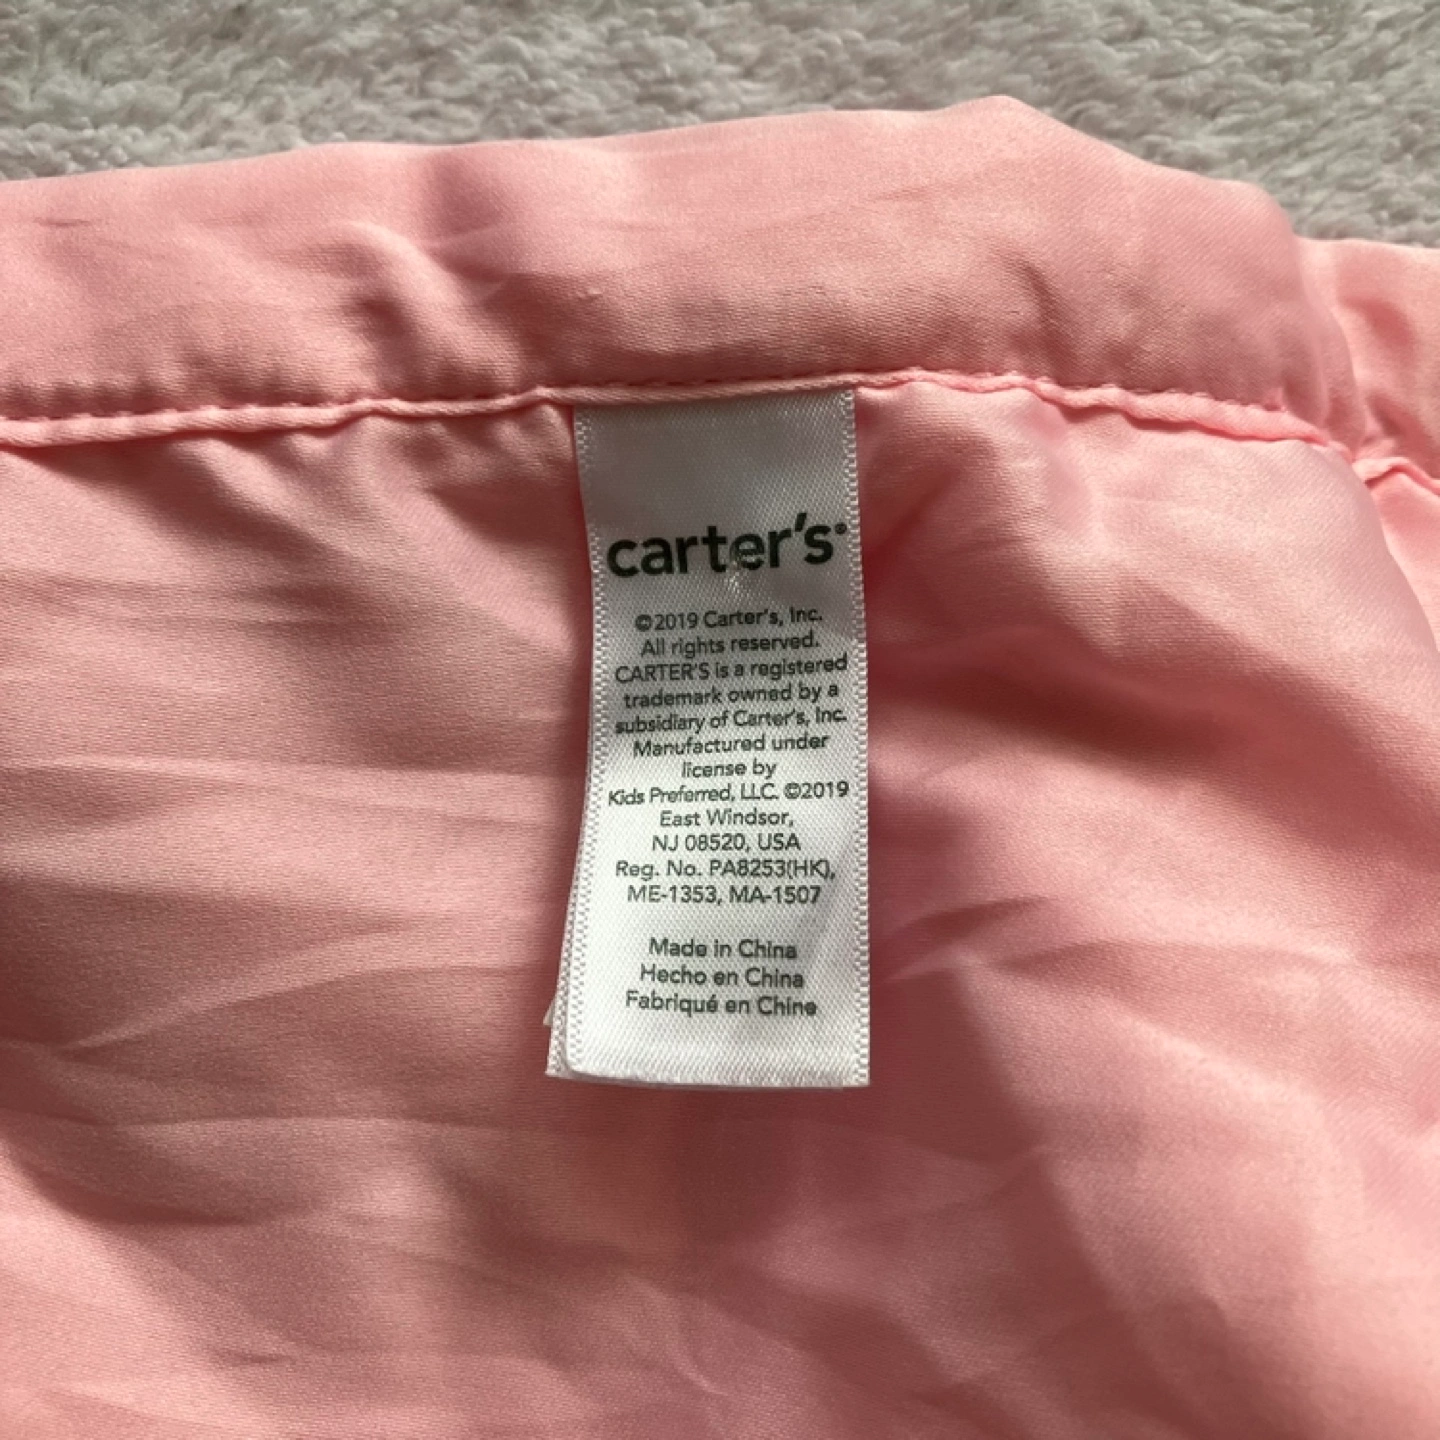 carter's®
©2019 Carter's, Inc.
All rights reserved.
CARTER'S is a registered
trademark owned by a
subsidiary of Carter's, Inc.
Manufactured under
license by
Kids Preferred, LLC. ©2019
East Windsor,
NJ 08520, USA
Reg. No. PA8253(HK),
ME-1353, MA-1507
Made in China
Hecho en China
Fabriqué en Chine